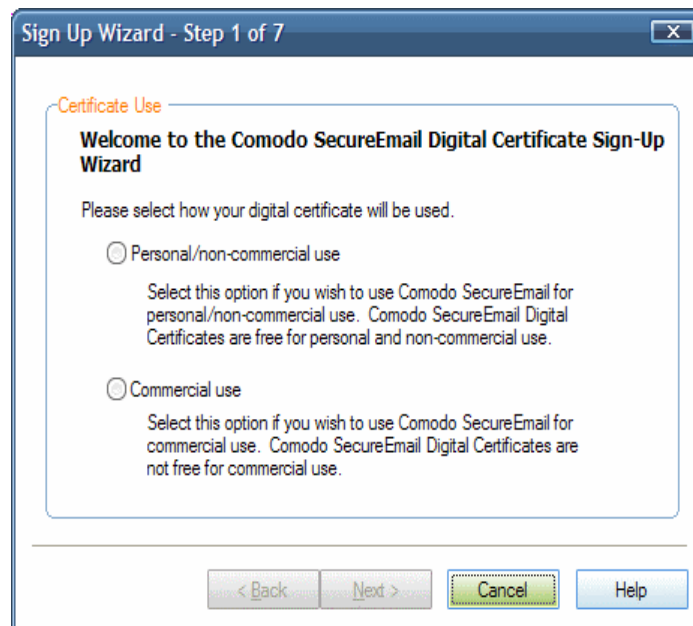 Sign Up Wizard - Step 1 of 7
X
Certificate Use
Welcome to the Comodo SecureEmail Digital Certificate Sign-Up
Wizard
Please select how your digital certificate will be used.
Personal/non-commercial use
Select this option if you wish to use Comodo SecureEmail for
personal/non-commercial use. Comodo SecureEmail Digital
Certificates are free for personal and non-commercial use.
Commercial use
Select this option if you wish to use Comodo SecureEmail for
commercial use. Comodo SecureEmail Digital Certificates are
not free for commercial use.
< Back
Next >
Cancel
Help